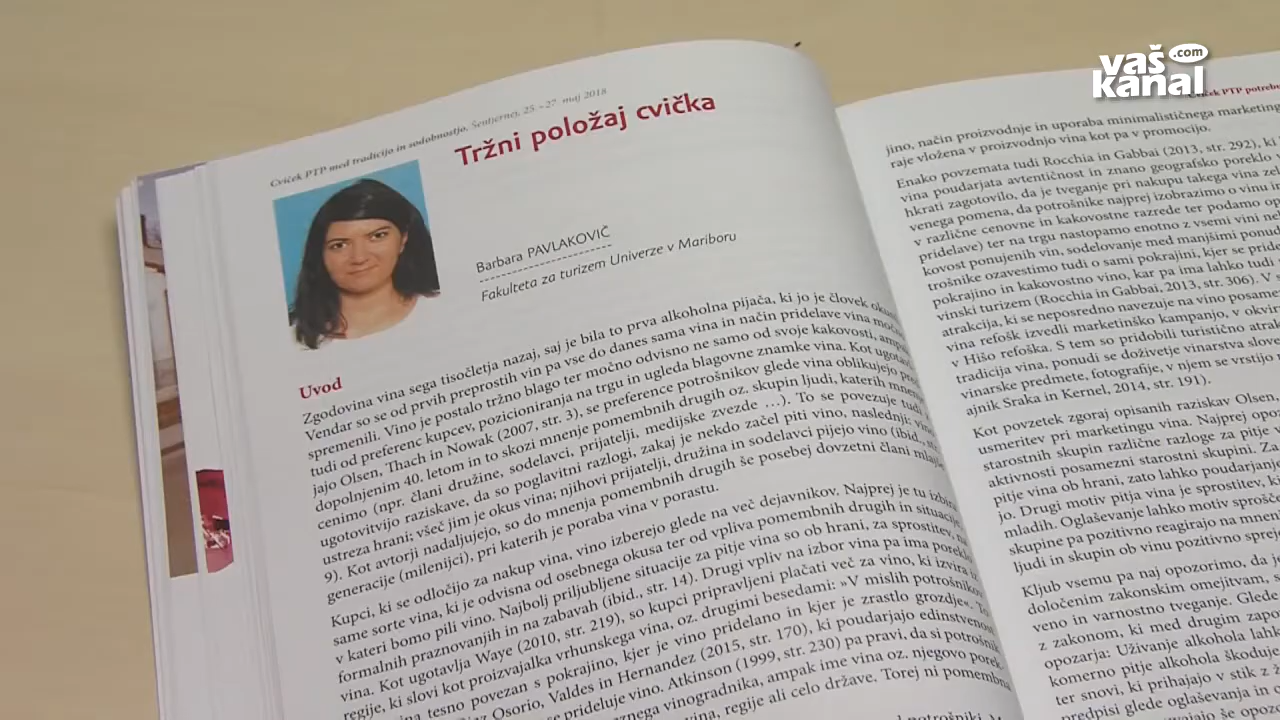 vaš
.com
kanal
Cviček PTP med tradicijo in sodobnostjo, Šentjernej, 25.–27. maj 2018
Tržni položaj cvička
Barbara PAVLAKOVIČ
Fakulteta za turizem Univerze v Mariboru
Uvod
Zgodovina vina sega tisočletja nazaj, saj je bila to prva alkoholna pijača, ki jo je človek
Vendar so se od prvih preprostih vin pa vse do danes sama vina in način pridelave vina
spremenili. Vino je postalo tržno blago ter močno odvisno ne samo od svoje kakovosti,
tudi od preferenc kupcev, pozicioniranja na trgu in ugleda blagovne znamke vina. Kot
jajo Olsen, Thach in Nowak (2007, str. 3), se preference potrošnikov glede vina oblikujejo
dopolnjenim 40. letom in to skozi mnenje pomembnih drugih oz. skupin ljudi, katerih
cenimo (npr. člani družine, sodelavci, prijatelji, medijske zvezde …). To se povezuje tudi
ugotovitvijo raziskave, da so poglavitni razlogi, zakaj je nekdo začel piti vino, naslednji:
ustreza hrani; všeč jim je okus vina; njihovi prijatelji, družina in sodelavci pijejo vino (ibid.,
9). Kot avtorji nadaljujejo, so do mnenja pomembnih drugih še posebej dovzetni člani
generacije (milenijci), pri katerih je poraba vina v porastu.
Kupci, ki se odločijo za nakup vina, vino izberejo glede na več dejavnikov. Najprej je tu
same sorte vina, ki je odvisna od osebnega okusa ter od vpliva pomembnih drugih in
v kateri bomo pili vino. Najbolj priljubljene situacije za pitje vina so ob hrani, za sprostitev,
formalnih praznovanjih in na zabavah (ibid., str. 14). Drugi vpliv na izbor vina pa ima
vina. Kot ugotavlja Waye (2010, str. 219), so kupci pripravljeni plačati več za vino, ki izvira
regije, ki slovi kot proizvajalka vrhunskega vina, oz. z drugimi besedami: »V mislih potrošnikov
tesno povezan s pokrajino, kjer je vino pridelano in kjer je zraslo grozdje«. To
Osorio, Valdes in Hernandez (2015, str. 170), ki poudarjajo edinstvenost
se prideluje vino. Atkinson (1999, str. 230) pa pravi, da si potrošnik
vinogradnika, ampak ime vina oz. njegovo
vina, regije ali celo države. Torej ni pomembna
Cviček PTP
jino, način proizvodnje in uporaba minimalističnega
raje vložena v proizvodnjo vina kot pa v promocijo.
Enako povzemata tudi Rocchia in Gabbai (2013, str. 292), ki
vina poudarjata avtentičnost in znano geografsko poreklo
hkrati zagotovilo, da je tveganje pri nakupu takega vina
venega pomena, da potrošnike najprej izobrazimo o vinu
v različne cenovne in kakovostne razrede ter podamo
pridelave) ter na trgu nastopamo enotno z vsemi vini
kovost ponujenih vin, sodelovanje med manjšimi
trošnike ozavestimo tudi o sami pokrajini, kjer se
pokrajino in kakovostno vino, kar pa ima lahko tudi
vinski turizem (Rocchia in Gabbai, 2013, str. 306). V
atrakcija, ki se neposredno navezuje na vino
vina refošk izvedli marketinško kampanjo, v
v Hišo refoška. S tem so pridobili turistično
tradicija vina, ponudi se doživetje vinarstva
vinarske predmete, fotografije, v njem se vrstijo
ajnik Sraka in Kernel, 2014, str. 191).
Kot povzetek zgoraj opisanih raziskav Olsen,
usmeritev pri marketingu vina. Najprej
starostnih skupin različne razloge za pitje
aktivnosti posamezni starostni skupini. Za
pitje vina ob hrani, zato lahko poudarjanje
jo. Drugi motiv pitja vina je sprostitev,
mladih. Oglaševanje lahko motiv
skupine pa pozitivno reagirajo na
ljudi in skupin ob vinu pozitivno
Kljub vsemu pa naj opozorimo, da
določenim zakonskim omejitvam,
veno in varnostno tveganje. Glede
z zakonom, ki med drugim
opozarja: Uživanje alkohola
komerno pitje alkohola škoduje
ter snovi, ki prihajajo v stik z
predpisi glede oglaševanja in